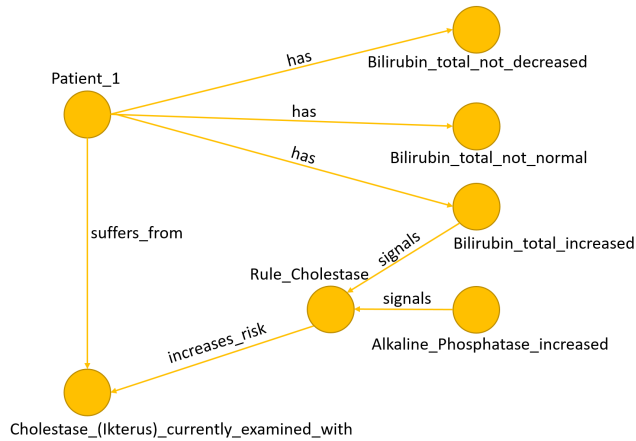 has
Bilirubin_total_not_decreased
Patient_1
has
Bilirubin_total_not_normal
has
suffers_from
Bilirubin_total_increased
signals
Rule_Cholestase
signals
Alkaline_Phosphatase_increased
increases_risk
Cholestase_(Ikterus)_currently_examined_with